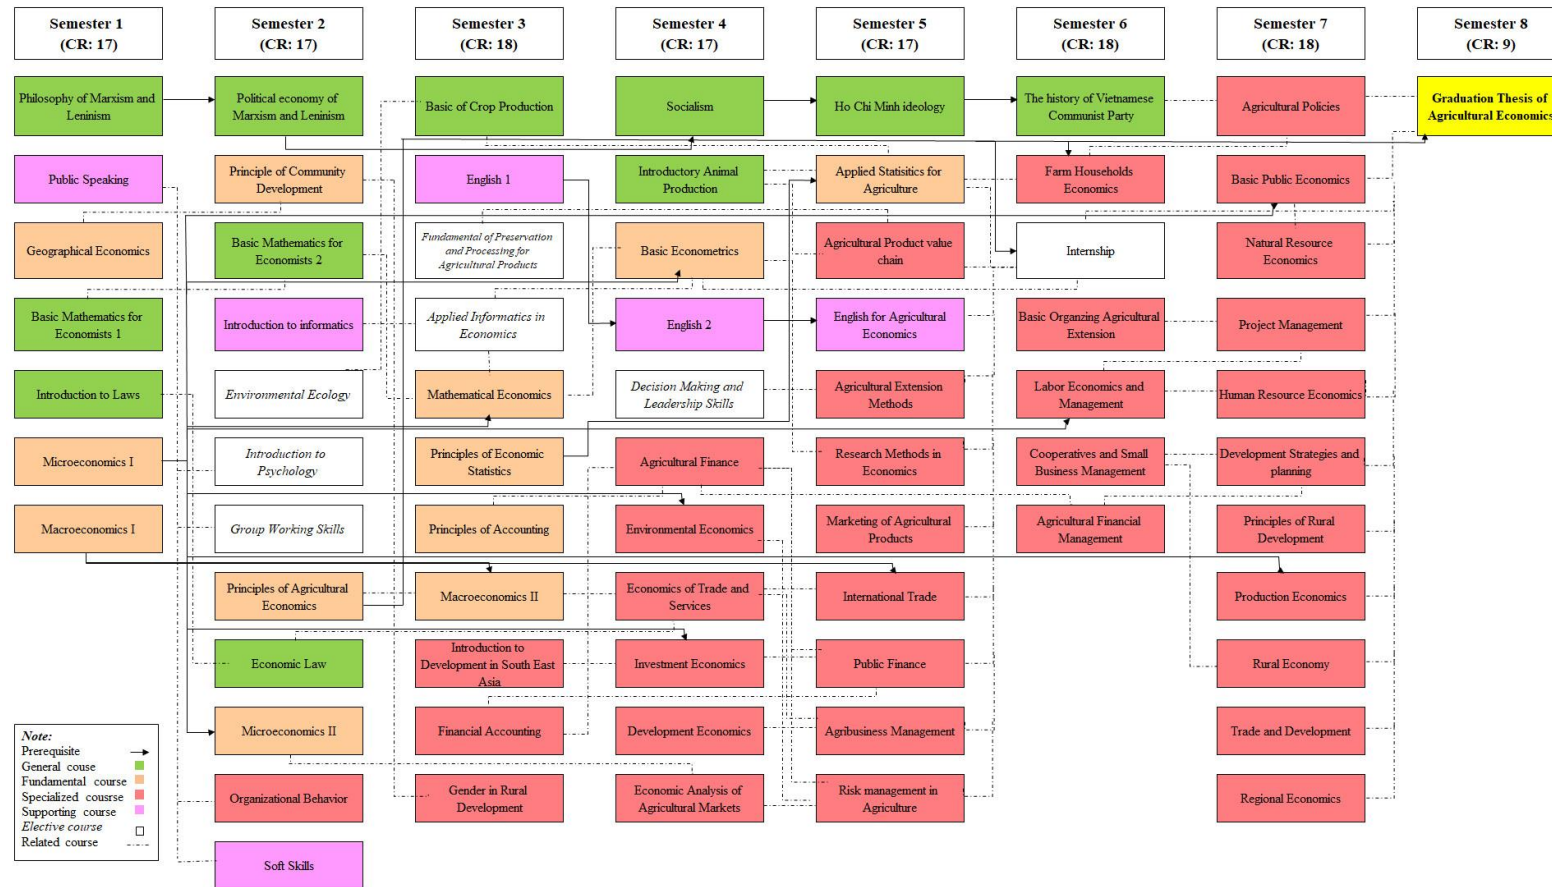 Semester 1
(CR: 17)
Semester 2
(CR: 17)
Semester 3
(CR: 18)
Semester 4
(CR: 17)
Semester 5
(CR: 17)
Semester 6
(CR: 18)
Semester 7
(CR: 18)
Semester 8
(CR: 9)
Philosophy of Marxism and
Leninism
Political economy of
Marxism and Leninism
Basic of Crop Production
Socialism
Ho Chi Minh ideology
The history of Vietnamese
Communist Party
Agricultural Policies
Graduation Thesis of
Agricultural Economics
Public Speaking
Principle of Community
Development
English 1
Introductory Animal
Production
Applied Statisitics for
Agriculture
Farm Households
Economics
Basic Public Economics
Geographical Economics
Basic Mathematics for
Economists 2
Fundamental of Preservation
and Processing for
Agricultural Products
Basic Econometrics
Agricultural Product value
chain
Internship
Natural Resource
Economics
Basic Mathematics for
Economists 1
Introduction to informatics
Applied Informatics in
Economics
English 2
English for Agricultural
Economics
Basic Organzing Agricultural
Extension
Project Management
Introduction to Laws
Environmental Ecology
Mathematical Economics
Decision Making and
Leadership Skills
Agricultural Extension
Methods
Labor Economics and
Management
Human Resource Economics
Microeconomics I
Introduction to
Psychology
Principles of Economic
Statistics
Agricultural Finance
Research Methods in
Economics
Cooperatives and Small
Business Management
Development Strategies and
planning
Macroeconomics I
Group Working Skills
Principles of Accounting
Environmental Economics
Marketing of Agricultural
Products
Agricultural Financial
Management
Principles of Rural
Development
Principles of Agricultural
Economics
Macroeconomics II
Economics of Trade and
Services
International Trade
Production Economics
Economic Law
Introduction to
Development in South East
Asia
Investment Economics
Public Finance
Rural Economy
Microeconomics II
Financial Accounting
Development Economics
Agribusiness Management
Trade and Development
Organizational Behavior
Gender in Rural
Development
Economic Analysis of
Agricultural Markets
Risk management in
Agriculture
Regional Economics
Soft Skills
Note:
Prerequisite
General couse
Fundamental course
Specialized cousrse
Supporting course
Elective course
Related course